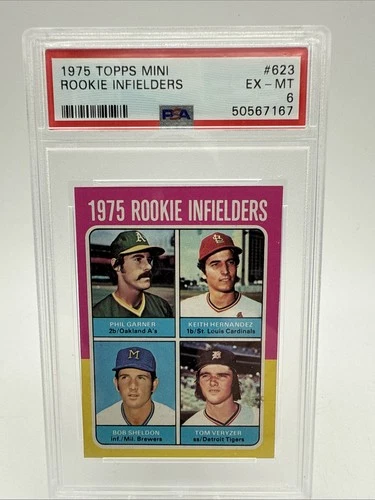 1975 TOPPS MINI #623
ROOKIE INFIELDERS EX - MT
PSA 6
50567167
1975 ROOKIE INFIELDERS
A's
PHIL GARNER
2b/Oakland A's
KEITH HERNANDEZ
1b/St. Louis Cardinals
M
BOB SHELDON
inf./Mil. Brewers
TOM VERYZER
ss/Detroit Tigers